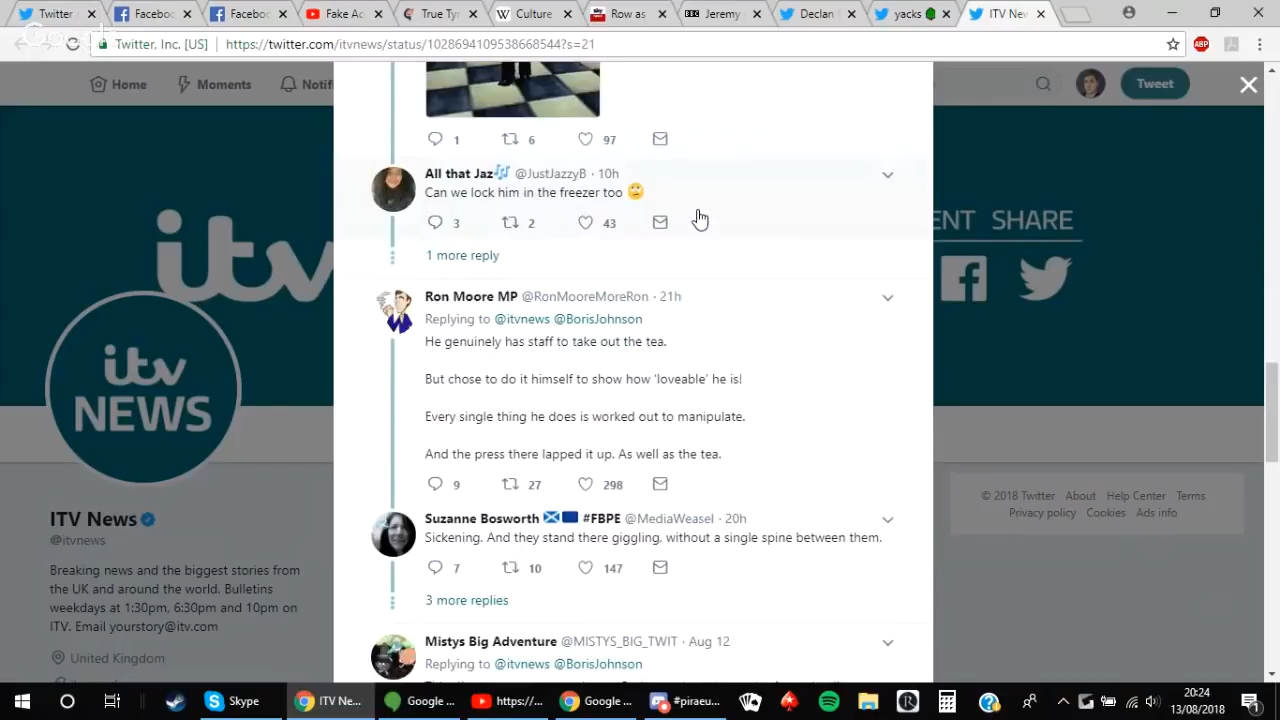 Twitter
Facebook
Facebook
Fake Ac
True Ty
Culture
Row as
Jeremy
Declan
yacks
ITV Ne
Twitter, Inc. [US]
https://twitter.com/itvnews/status/1028694109538668544?s=21
Home
Moments
Notifi
Tweet
1 6 97
All that Jaz @JustJazzyB · 10h
Can we lock him in the freezer too 🙄
3 2 43
1 more reply
Ron Moore MP @RonMooreMoreRon · 21h
Replying to @itvnews @BorisJohnson
He genuinely has staff to take out the tea.
But chose to do it himself to show how 'loveable' he is!
Every single thing he does is worked out to manipulate.
And the press there lapped it up. As well as the tea.
9 27 298
Suzanne Bosworth #FBPE @MediaWeasel · 20h
Sickening. And they stand there giggling, without a single spine between them.
7 10 147
3 more replies
Mistys Big Adventure @MISTYS_BIG_TWIT · Aug 12
Replying to @itvnews @BorisJohnson
itv
itv
NEWS
ENT SHARE
ITV News
@itvnews
Breaking news and the biggest stories from
the UK and around the world. Bulletins
weekdays at 1:30pm, 6:30pm and 10pm on
ITV. Email yourstory@itv.com
United Kingdom
© 2018 Twitter About Help Center Terms
Privacy policy Cookies Ads info
Skype
ITV Ne...
Google ...
https:/...
Google ...
#piraeu...
20:24
13/08/2018